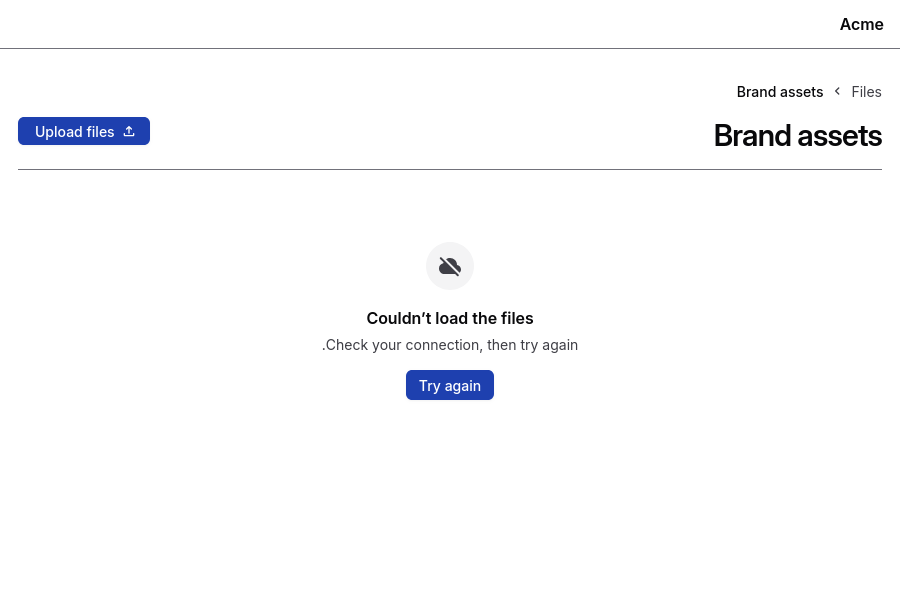 Acme
Files
Brand assets
Brand assets
Upload files
Couldn’t load the files
Check your connection, then try again.
Try again